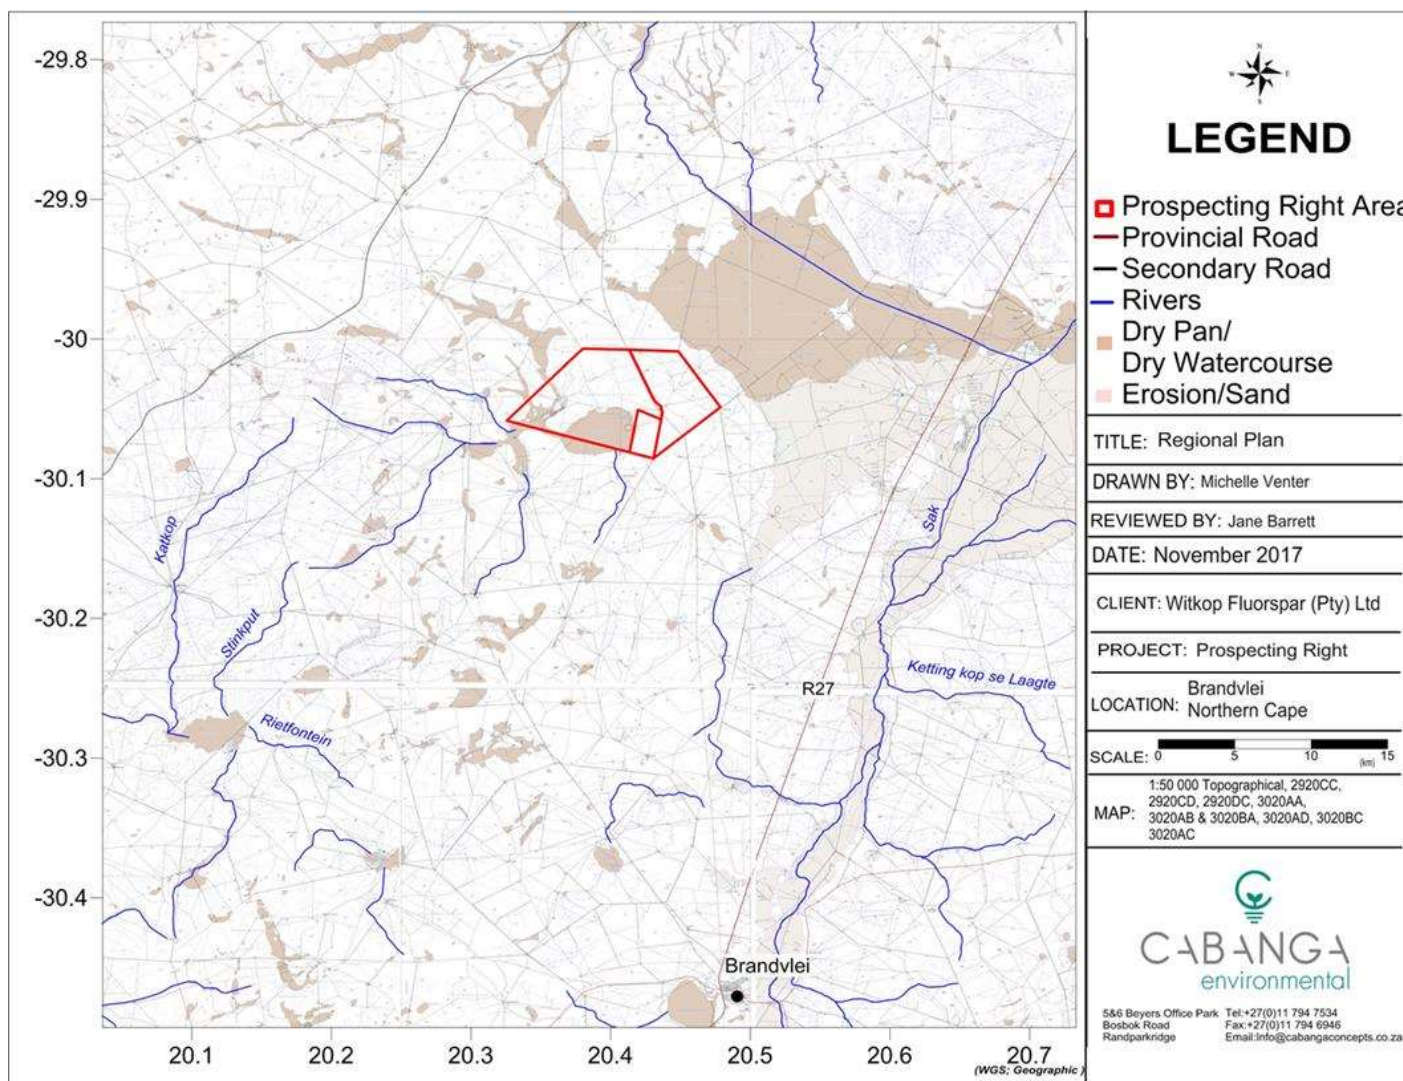 -29.8
-29.9
-30
-30.1
-30.2
-30.3
-30.4
20.1
20.2
20.3
20.4
20.5
20.6
20.7
(WGS; Geographic )
Katkop
Stinkput
Rietfontein
Sak
Ketting kop se Laagte
R27
Brandvlei
N
W
E
S
LEGEND
Prospecting Right Area
Provincial Road
Secondary Road
Rivers
Dry Pan/
Dry Watercourse
Erosion/Sand
TITLE: Regional Plan
DRAWN BY: Michelle Venter
REVIEWED BY: Jane Barrett
DATE: November 2017
CLIENT: Witkop Fluorspar (Pty) Ltd
PROJECT: Prospecting Right
LOCATION: Brandvlei
Northern Cape
SCALE: 0 5 10 15
(km)
MAP: 1:50 000 Topographical, 2920CC,
2920CD, 2920DC, 3020AA,
3020AB & 3020BA, 3020AD, 3020BC
3020AC
CABANGA
environmental
5&6 Beyers Office Park Tel:+27(0)11 794 7534
Bosbok Road Fax:+27(0)11 794 6946
Randparkridge Email:Info@cabangaconcepts.co.za